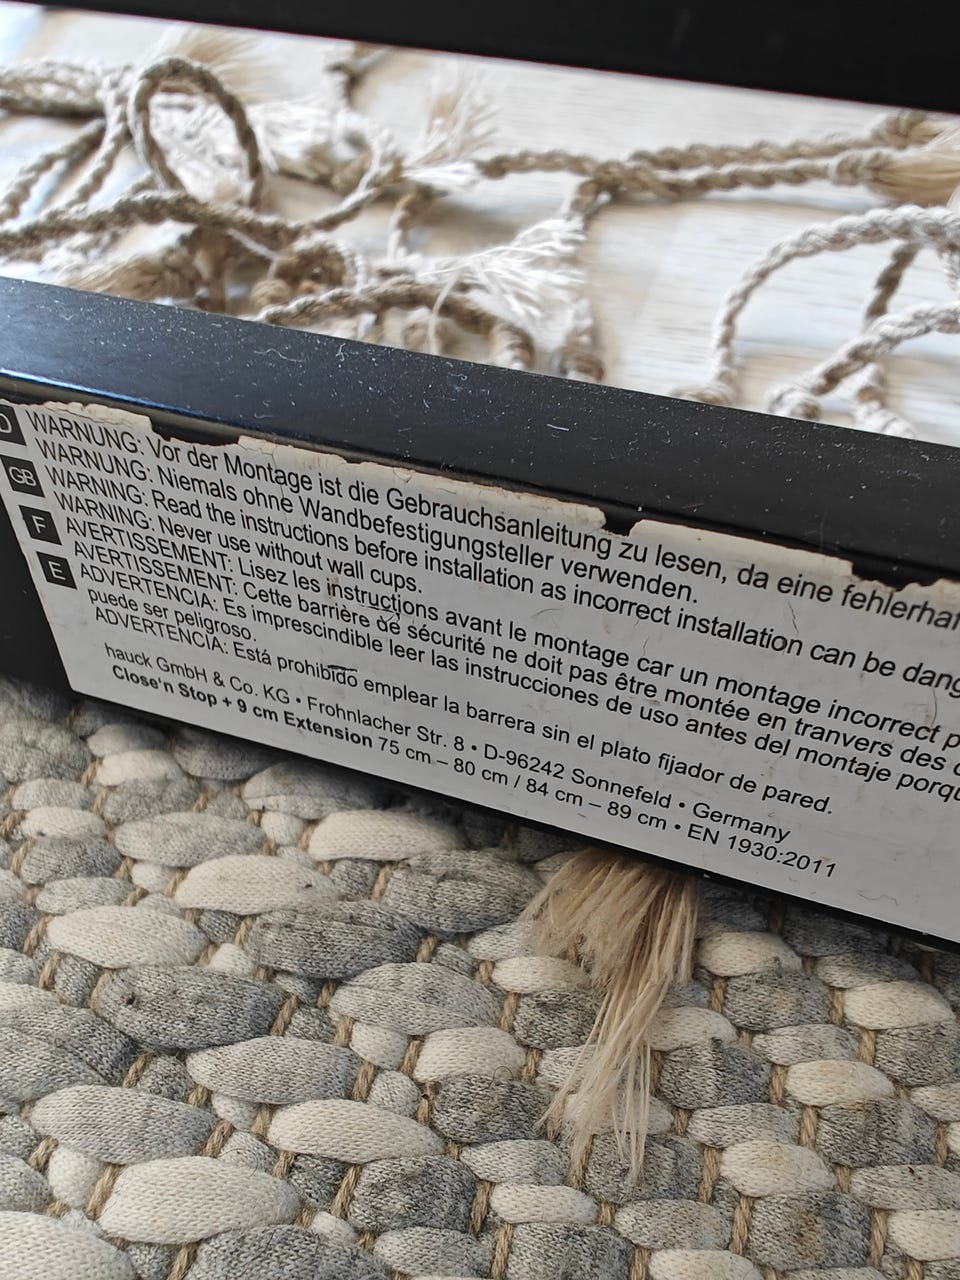 D WARNUNG: Vor der Montage ist die Gebrauchsanleitung zu lesen, da eine
WARNUNG: Niemals ohne Wandbefestigungsteller verwenden.
GB WARNING: Read the instructions before installation as incorrect installation can be
WARNING: Never use without wall cups.
F AVERTISSEMENT: Lisez les instructions avant le montage car un montage incorrect
AVERTISSEMENT: Cette barrière de sécurité ne doit pas être montée en tranvers des
E ADVERTENCIA: Es imprescindible leer las instrucciones de uso antes del montaje
puede ser peligroso.
ADVERTENCIA: Está prohibido emplear la barrera sin el plato fijador de pared.
hauck GmbH & Co. KG • Frohnlacher Str. 8 • D-96242 Sonnefeld • Germany
Close'n Stop + 9 cm Extension 75 cm – 80 cm / 84 cm – 89 cm • EN 1930:2011